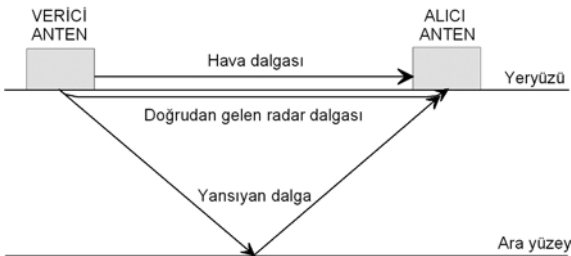 VERİCİ
ANTEN
ALICI
ANTEN
Hava dalgası
Yeryüzü
Doğrudan gelen radar dalgası
Yansıyan dalga
Ara yüzey